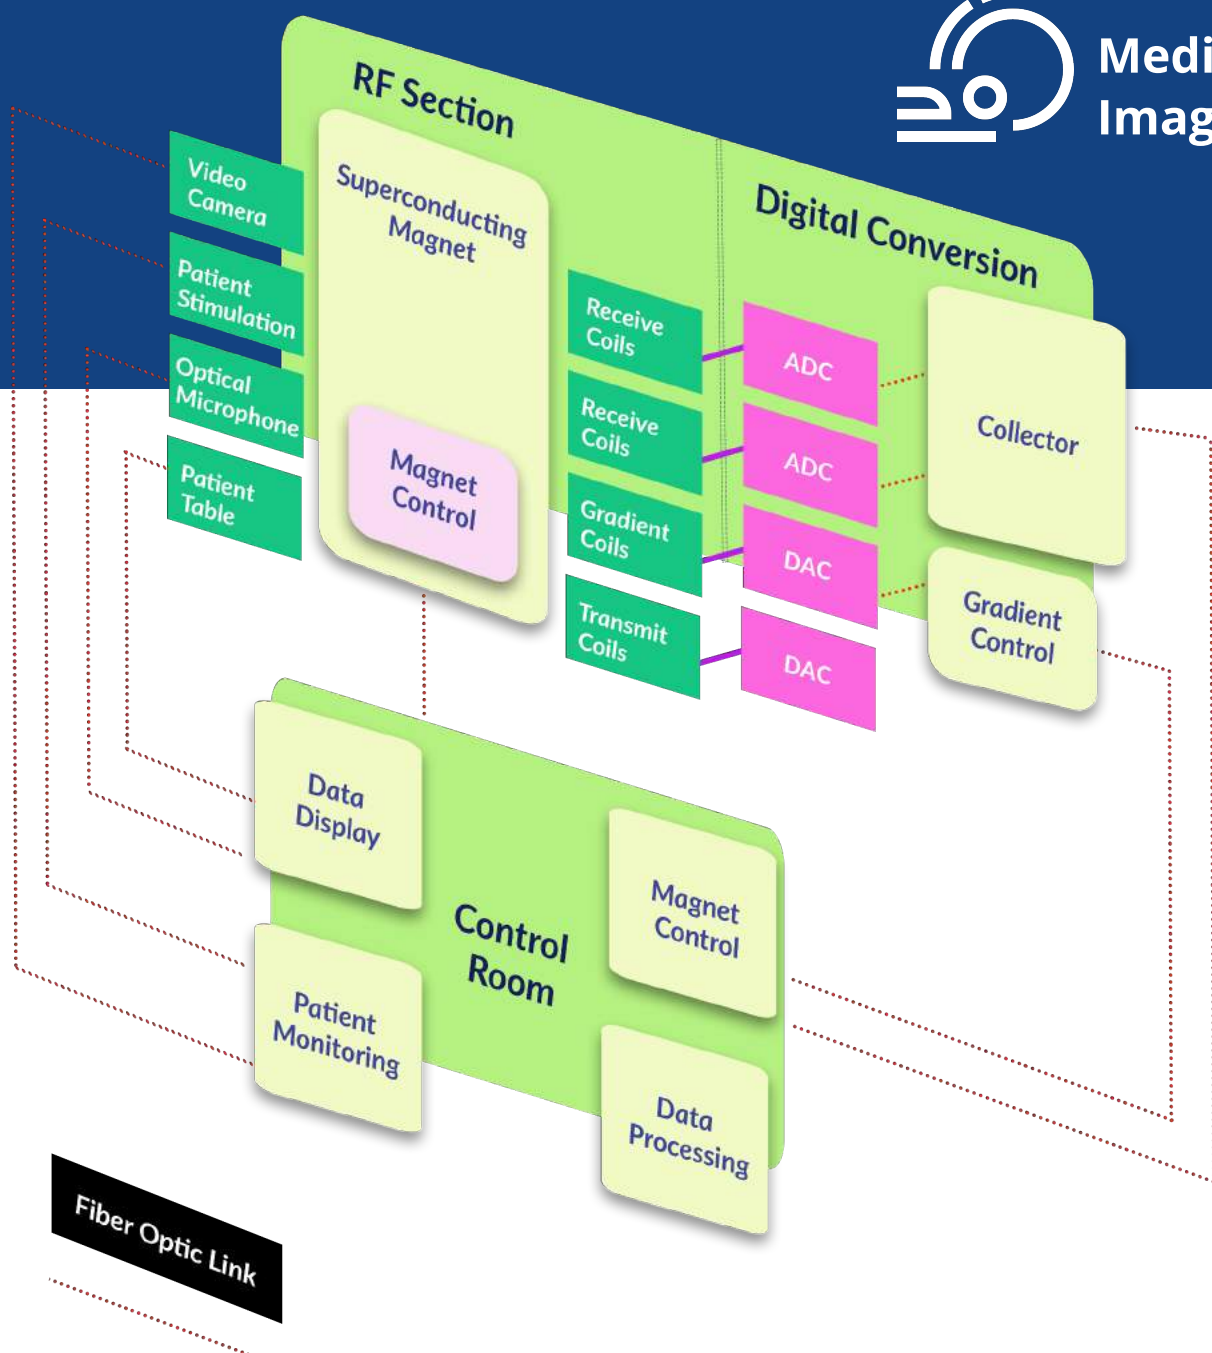 Medi
Imag
RF Section
Digital Conversion
Video
Camera
Patient
Stimulation
Optical
Microphone
Patient
Table
Superconducting
Magnet
Magnet
Control
Receive
Coils
Receive
Coils
Gradient
Coils
Transmit
Coils
ADC
ADC
DAC
DAC
Collector
Gradient
Control
Data
Display
Patient
Monitoring
Control
Room
Magnet
Control
Data
Processing
Fiber Optic Link